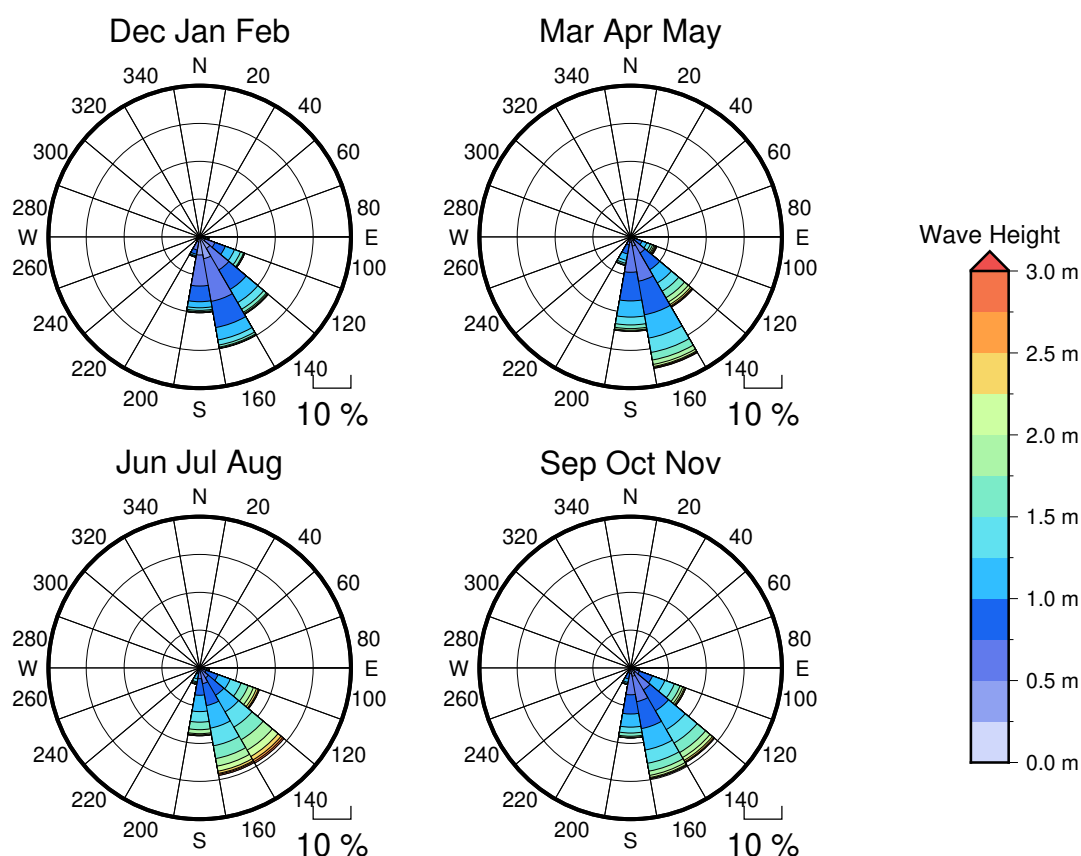 Dec Jan Feb
N
20
40
60
80
E
100
120
140
160
S
200
220
240
260
W
280
300
320
340
10 %
Mar Apr May
N
20
40
60
80
E
100
120
140
160
S
200
220
240
260
W
280
300
320
340
10 %
Jun Jul Aug
N
20
40
60
80
E
100
120
140
160
S
200
220
240
260
W
280
300
320
340
10 %
Sep Oct Nov
N
20
40
60
80
E
100
120
140
160
S
200
220
240
260
W
280
300
320
340
10 %
Wave Height
3.0 m
2.5 m
2.0 m
1.5 m
1.0 m
0.5 m
0.0 m